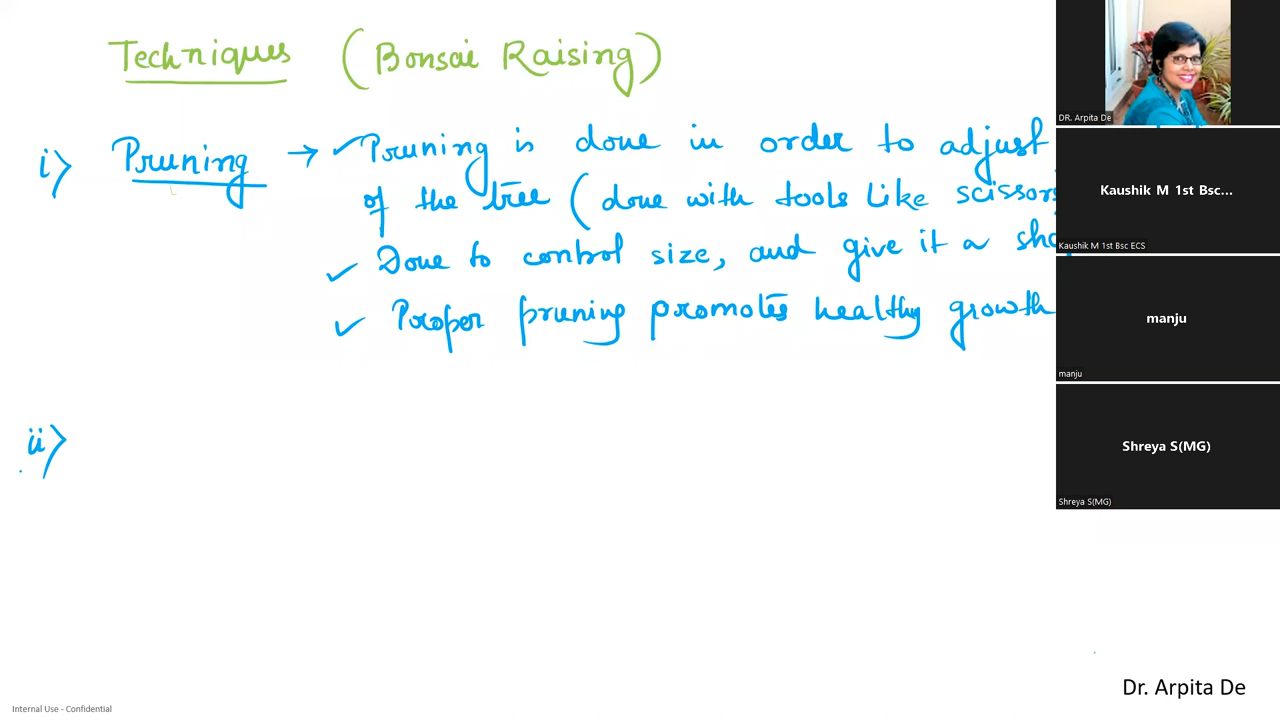 Techniques (Bonsai Raising)
i) Pruning → ✓ Pruning is done in order to adjust
of the tree (done with tools like scissors
✓ Done to control size, and give it a
✓ Proper pruning promotes healthy growth
ii)
DR. Arpita De
Kaushik M 1st Bsc...
Kaushik M 1st Bsc ECS
manju
manju
Shreya S(MG)
Shreya S(MG)
Dr. Arpita De
Internal Use - Confidential